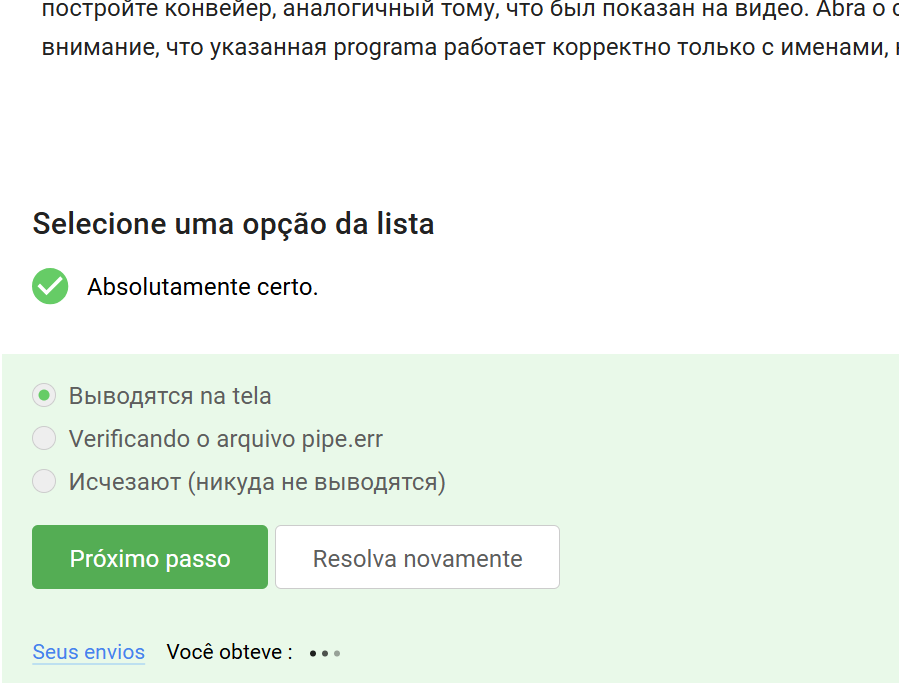 постройте конвейер, аналогичный тому, что был показан на видео. Abra o
внимание, что указанная programa работает корректно только с именами,
Selecione uma opção da lista
Absolutamente certo.
Выводятся na tela
Verificando o arquivo pipe.err
Исчезают (никуда не выводятся)
Próximo passo
Resolva novamente
Seus envios Você obteve :